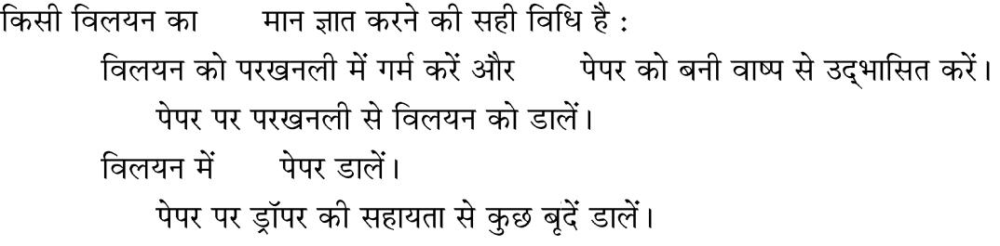 किसी विलयन का मान ज्ञात करने की सही विधि है :
विलयन को परखनली में गर्म करें और पेपर को बनी वाष्प से उद्‌भासित करें।
पेपर पर परखनली से विलयन को डालें।
विलयन में पेपर डालें।
पेपर पर ड्रॉपर की सहायता से कुछ बूदें डालें।